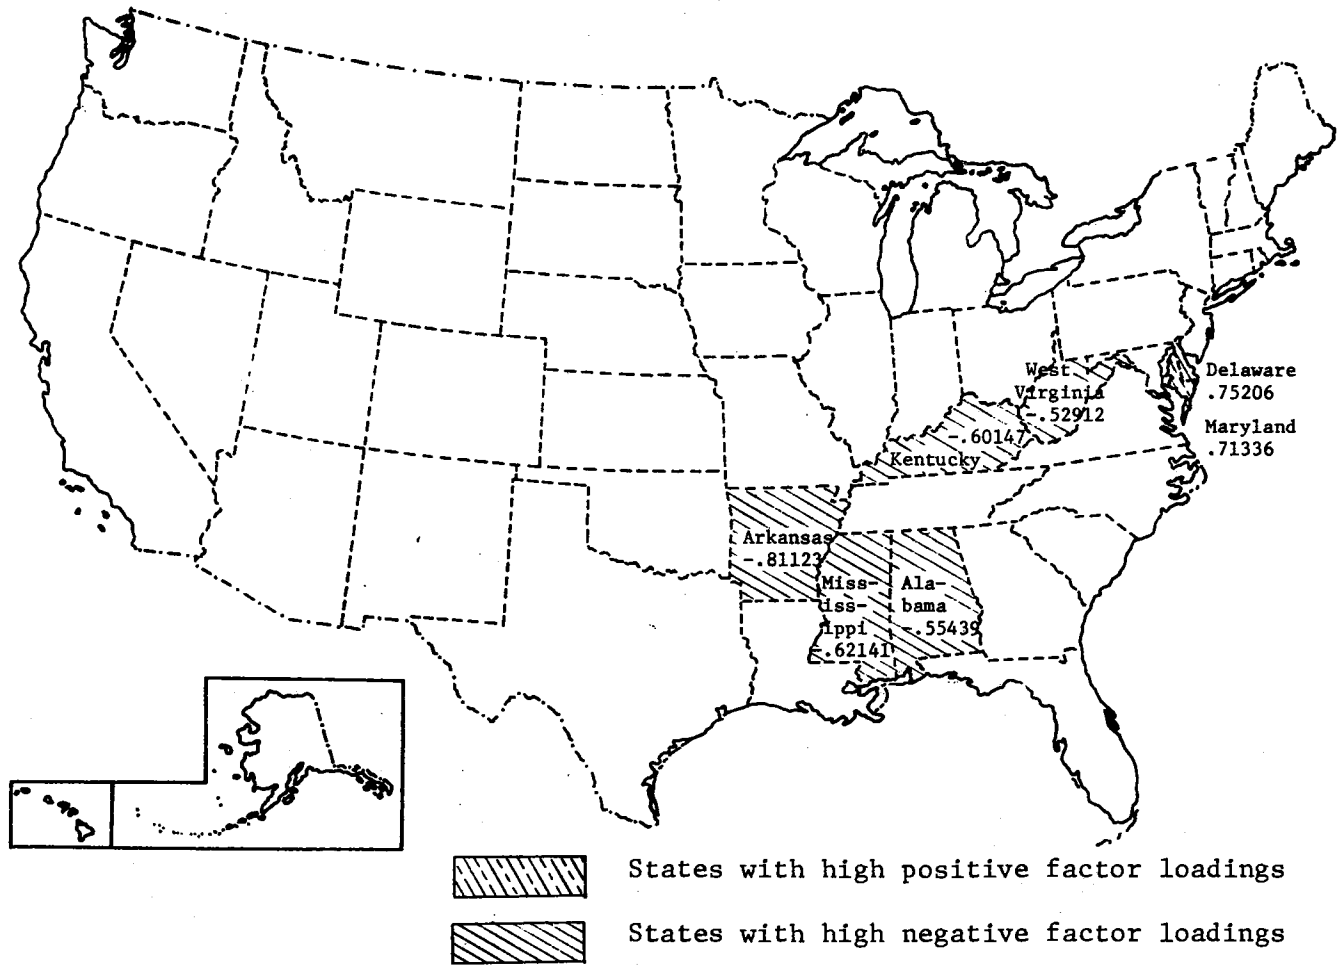 West
Virginia
-.52912
Delaware
.75206
Maryland
.71336
-.60147
Kentucky
Arkansas
-.81123
Miss-
iss-
ippi
-.62141
Ala-
bama
-.55439
States with high positive factor loadings
States with high negative factor loadings